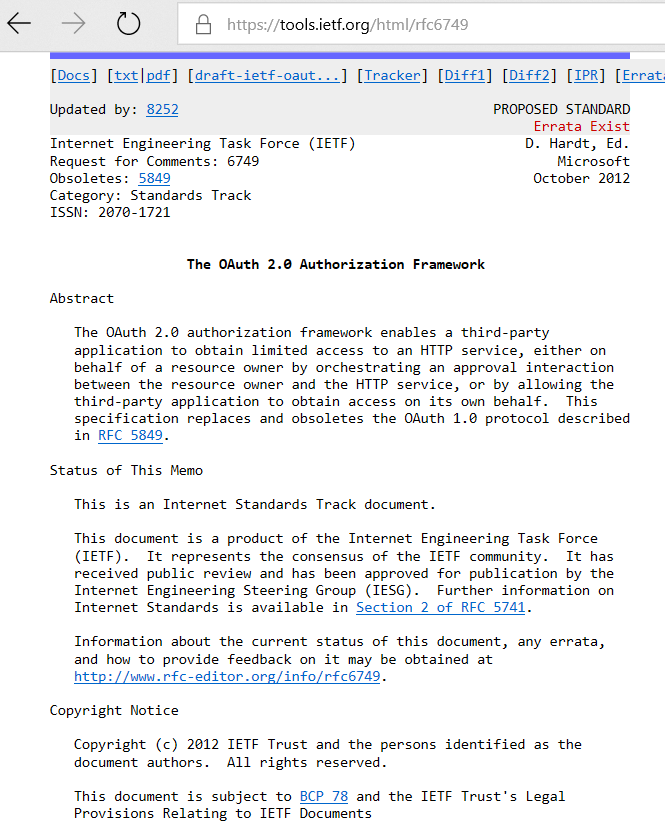 https://tools.ietf.org/html/rfc6749
[Docs] [txt|pdf] [draft-ietf-oaut...] [Tracker] [Diff1] [Diff2] [IPR] [Errata
Updated by: 8252 PROPOSED STANDARD
Errata Exist
Internet Engineering Task Force (IETF) D. Hardt, Ed.
Request for Comments: 6749 Microsoft
Obsoletes: 5849 October 2012
Category: Standards Track
ISSN: 2070-1721
The OAuth 2.0 Authorization Framework
Abstract
The OAuth 2.0 authorization framework enables a third-party
application to obtain limited access to an HTTP service, either on
behalf of a resource owner by orchestrating an approval interaction
between the resource owner and the HTTP service, or by allowing the
third-party application to obtain access on its own behalf. This
specification replaces and obsoletes the OAuth 1.0 protocol described
in RFC 5849.
Status of This Memo
This is an Internet Standards Track document.
This document is a product of the Internet Engineering Task Force
(IETF). It represents the consensus of the IETF community. It has
received public review and has been approved for publication by the
Internet Engineering Steering Group (IESG). Further information on
Internet Standards is available in Section 2 of RFC 5741.
Information about the current status of this document, any errata,
and how to provide feedback on it may be obtained at
http://www.rfc-editor.org/info/rfc6749.
Copyright Notice
Copyright (c) 2012 IETF Trust and the persons identified as the
document authors. All rights reserved.
This document is subject to BCP 78 and the IETF Trust's Legal
Provisions Relating to IETF Documents